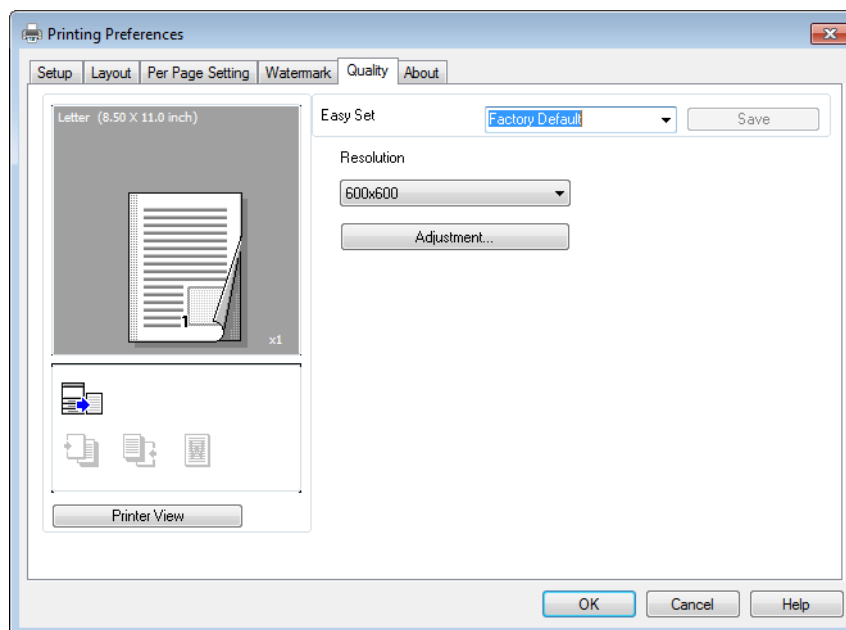 Printing Preferences
Setup Layout Per Page Setting Watermark Quality About
Letter (8.50 X 11.0 inch)
1
x1
Printer View
Easy Set Factory Default Save
Resolution
600x600
Adjustment...
OK Cancel Help